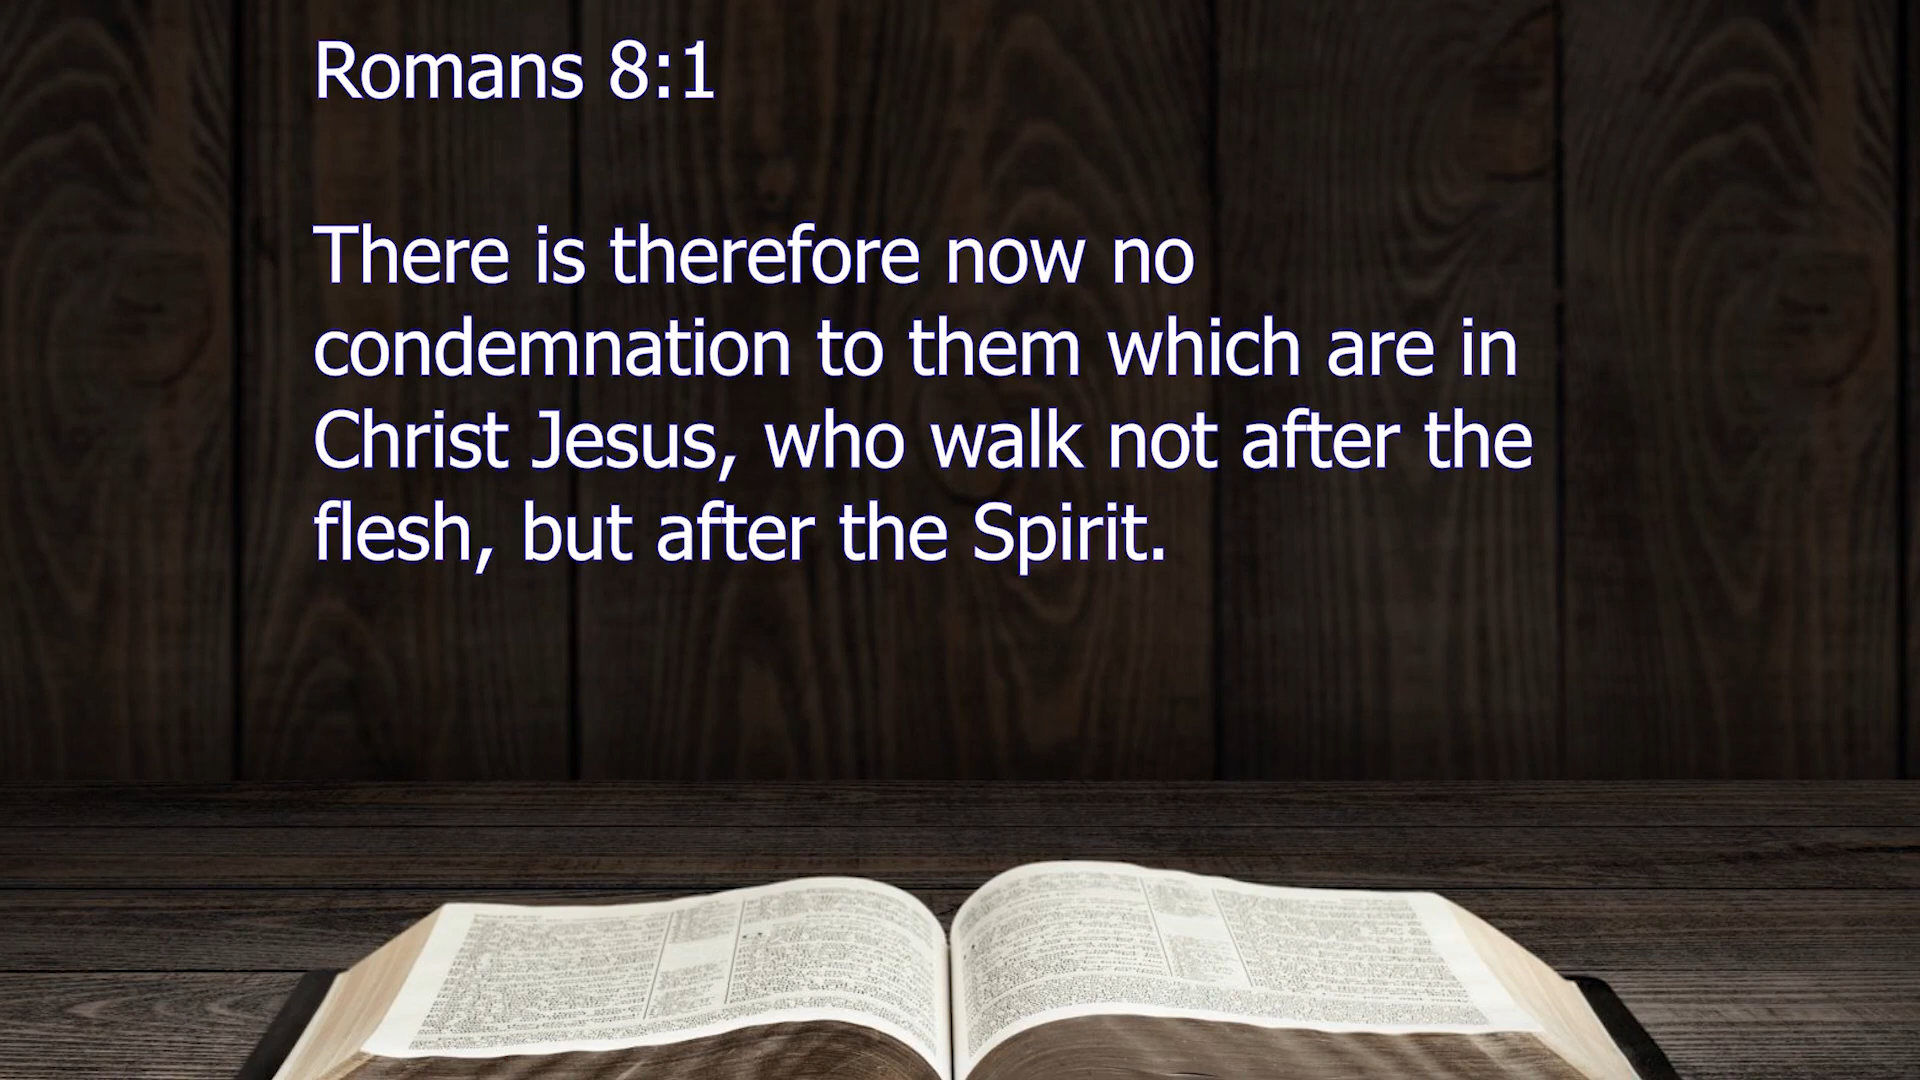 Romans 8:1
There is therefore now no
condemnation to them which are in
Christ Jesus, who walk not after the
flesh, but after the Spirit.